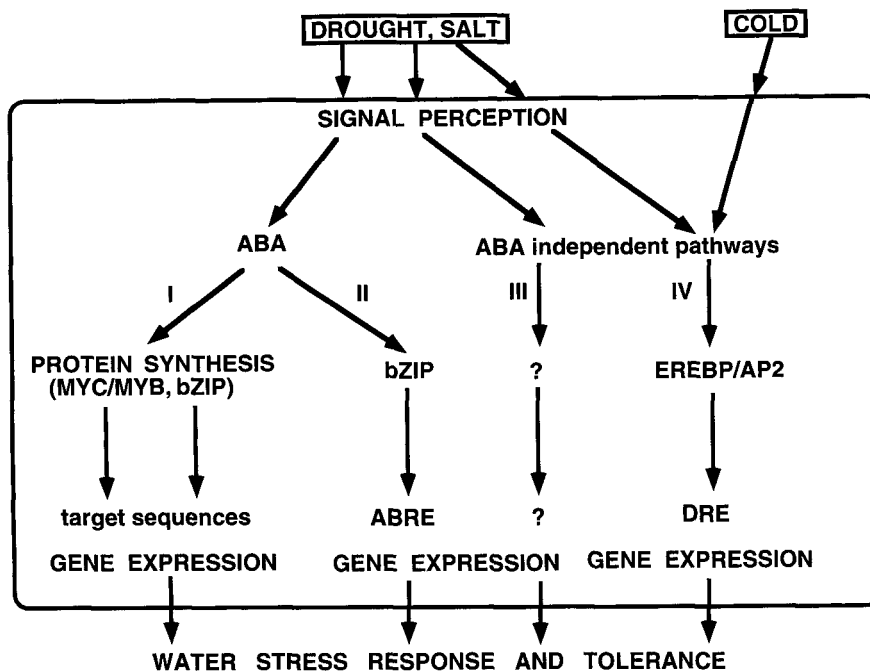 DROUGHT, SALT
COLD
SIGNAL PERCEPTION
ABA
ABA independent pathways
I
II
III
IV
PROTEIN SYNTHESIS
(MYC/MYB, bZIP)
bZIP
?
EREBP/AP2
target sequences
ABRE
?
DRE
GENE EXPRESSION
GENE EXPRESSION
GENE EXPRESSION
WATER STRESS RESPONSE AND TOLERANCE